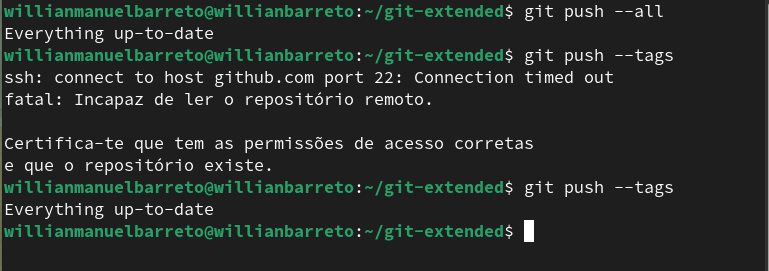 willianmanuelbarreto@willianbarreto:~/git-extended$ git push --all
Everything up-to-date
willianmanuelbarreto@willianbarreto:~/git-extended$ git push --tags
ssh: connect to host github.com port 22: Connection timed out
fatal: Incapaz de ler o repositório remoto.
Certifica-te que tem as permissões de acesso corretas
e que o repositório existe.
willianmanuelbarreto@willianbarreto:~/git-extended$ git push --tags
Everything up-to-date
willianmanuelbarreto@willianbarreto:~/git-extended$